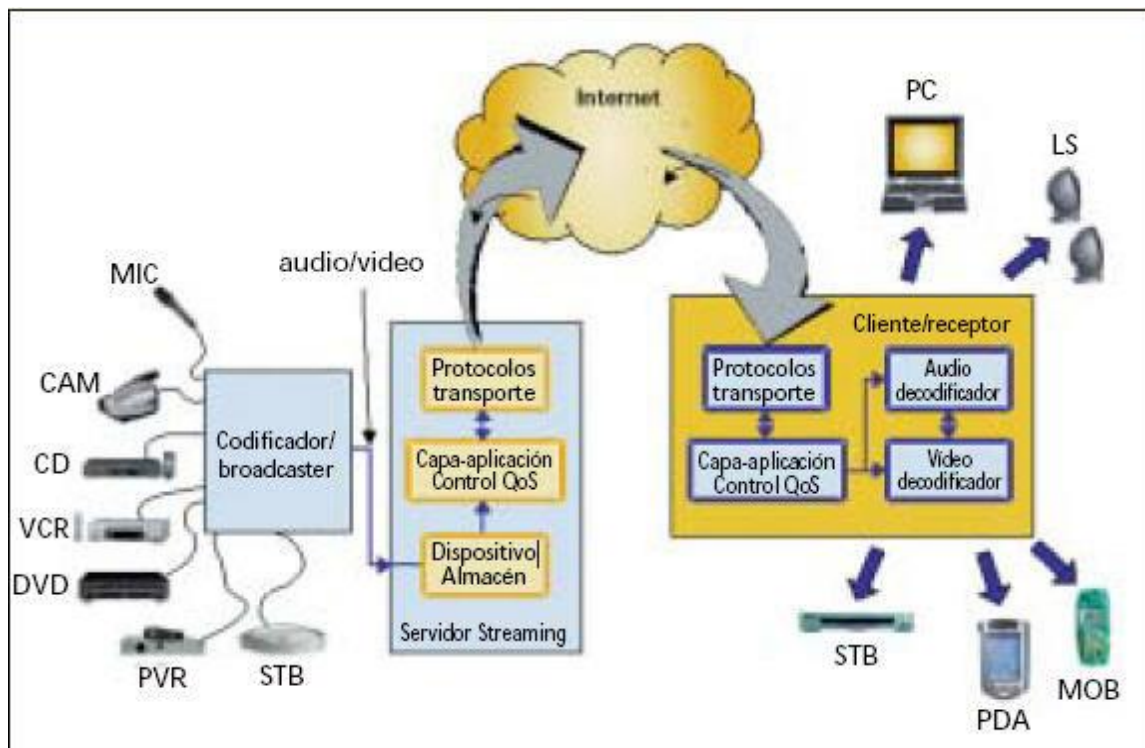 Internet
PC
LS
audio/video
MIC
CAM
CD
VCR
DVD
PVR
STB
Codificador/
broadcaster
Protocolos
transporte
Capa-aplicación
Control QoS
Dispositivo|
Almacén
Servidor Streaming
Cliente/receptor
Protocolos
transporte
Capa-aplicación
Control QoS
Audio
decodificador
Vídeo
decodificador
STB
PDA
MOB